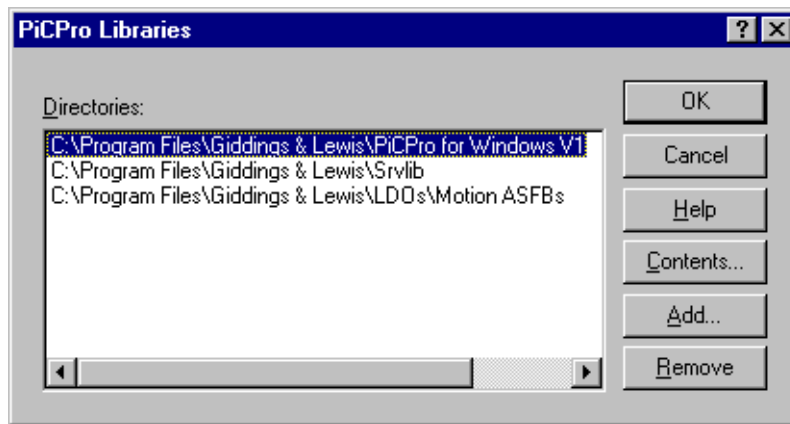 PiCPro Libraries
Directories:
C:\Program Files\Giddings & Lewis\PiCPro for Windows V1
C:\Program Files\Giddings & Lewis\Srvlib
C:\Program Files\Giddings & Lewis\LDOs\Motion ASFBs
OK
Cancel
Help
Contents...
Add...
Remove